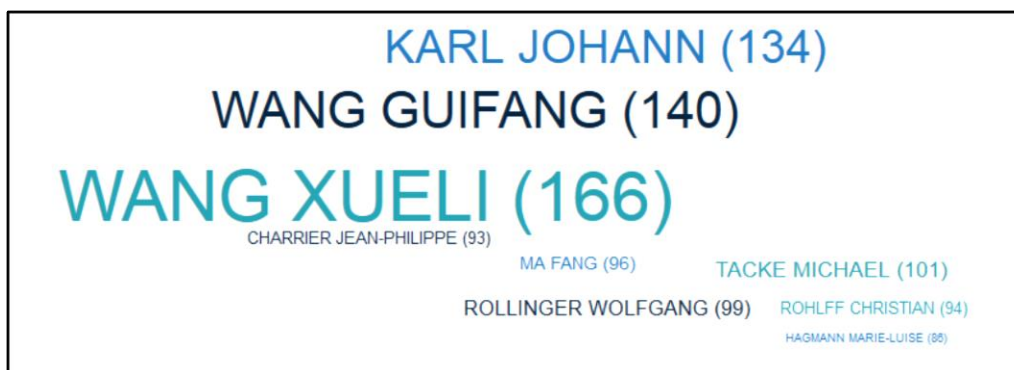 KARL JOHANN (134)
WANG GUIFANG (140)
WANG XUELI (166)
CHARRIER JEAN-PHILIPPE (93)
MA FANG (96)
TACKE MICHAEL (101)
ROLLINGER WOLFGANG (99)
ROHLFF CHRISTIAN (94)
HAGMANN MARIE-LUISE (86)